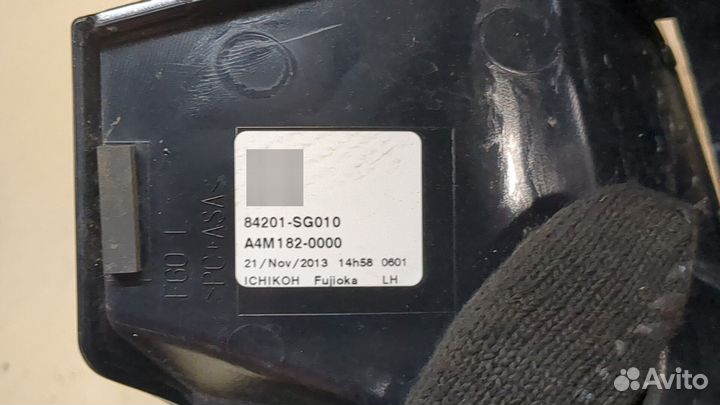 84201-SG010
A4M182-0000
21/Nov/2013 14h58 0601
ICHIKOH Fujioka LH
>PC+ASA<
Avito